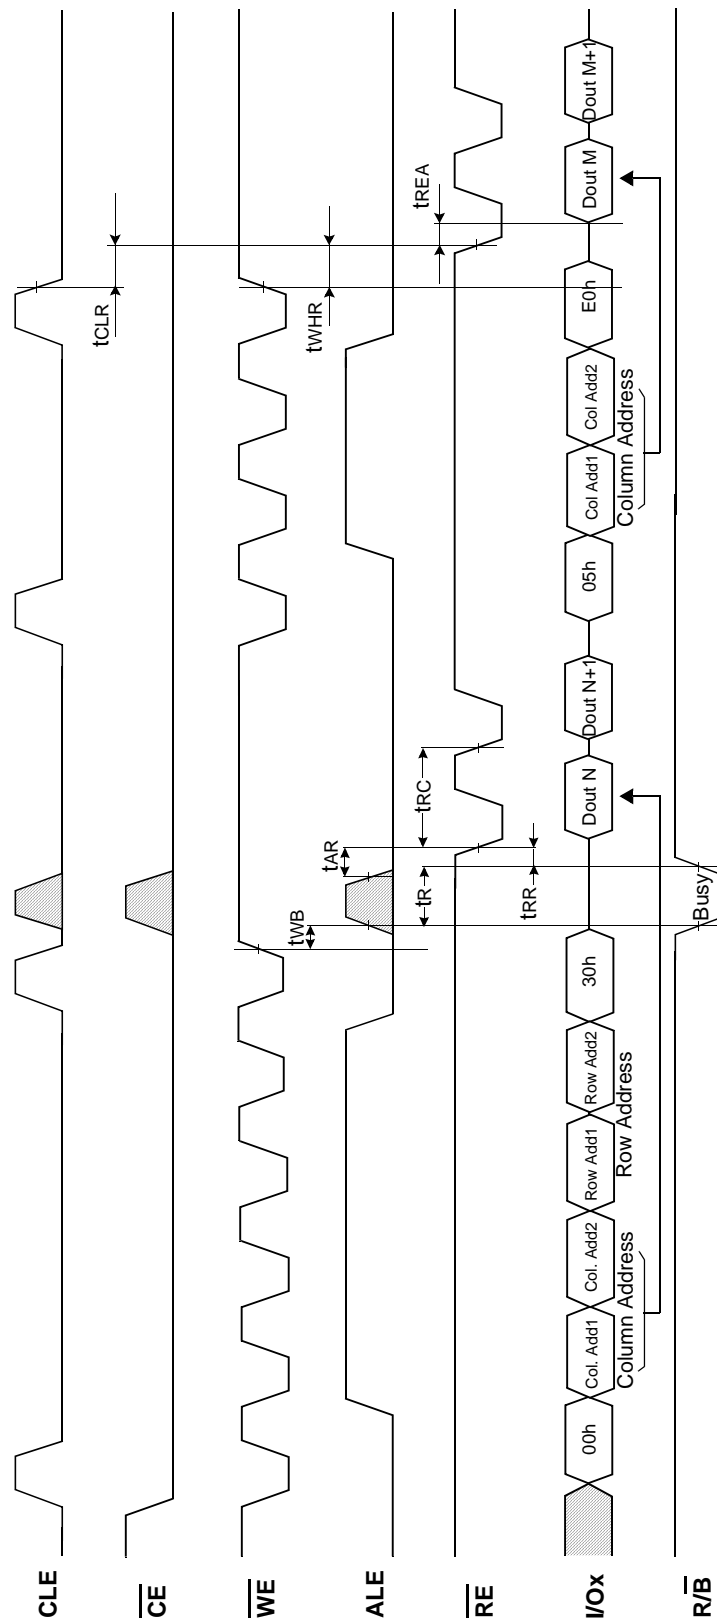 CLE
tCLR
CE
WE
tWB
tWHR
ALE
tAR
tR
RE
tRC
tRR
tREA
I/Ox
00h
Col. Add1
Col. Add2
Row Add1
Row Add2
30h
Dout N
Dout N+1
05h
Col Add1
Col Add2
E0h
Dout M
Dout M+1
Column Address
Row Address
Column Address
R/B
Busy